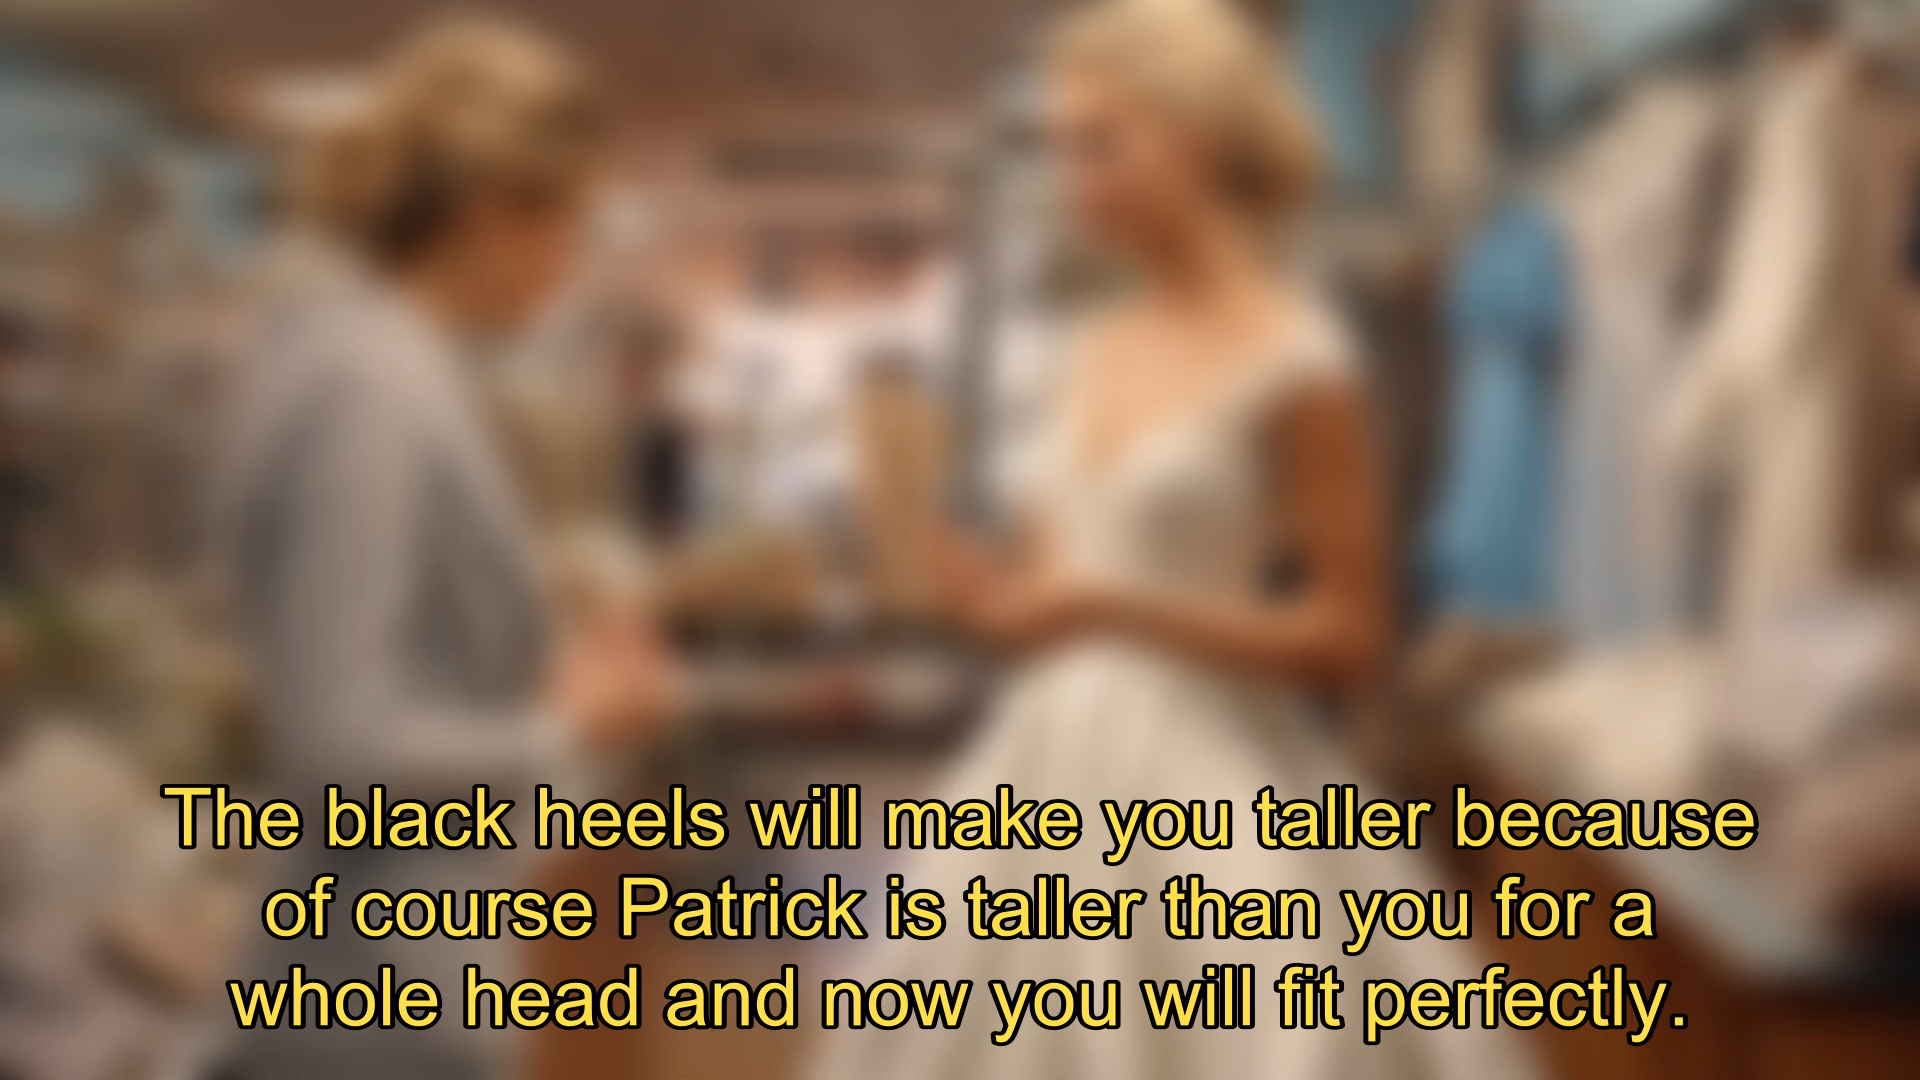 The black heels will make you taller because
of course Patrick is taller than you for a
whole head and now you will fit perfectly.